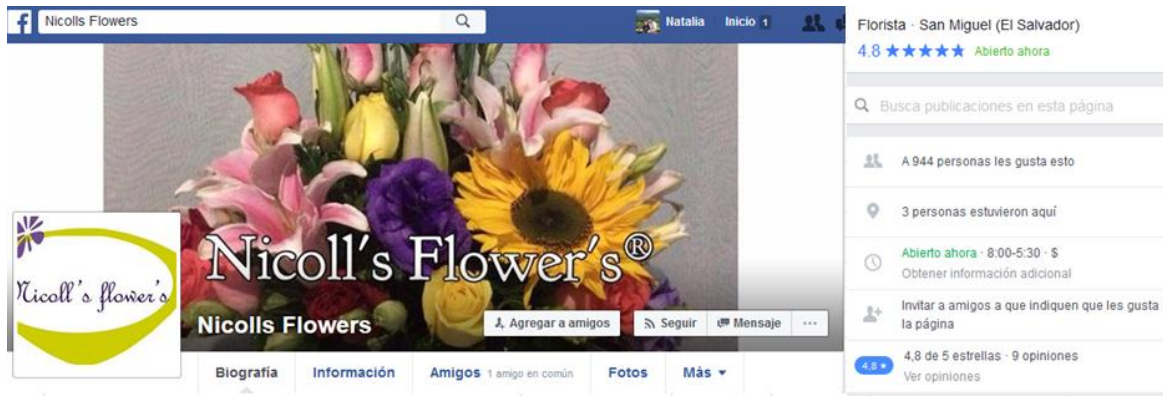 f Nicolls Flowers Natalia Inicio 1
Nicoll's Flower's®
Nicoll's flower's
Nicolls Flowers
Agregar a amigos Seguir Mensaje ...
Biografía Información Amigos 1 amigo en común Fotos Más
Florista · San Miguel (El Salvador)
4.8 Abierto ahora
Busca publicaciones en esta página
A 944 personas les gusta esto
3 personas estuvieron aquí
Abierto ahora · 8:00-5:30 · $
Obtener información adicional
Invitar a amigos a que indiquen que les gusta
la página
4,8 de 5 estrellas · 9 opiniones
4,8 ★
Ver opiniones